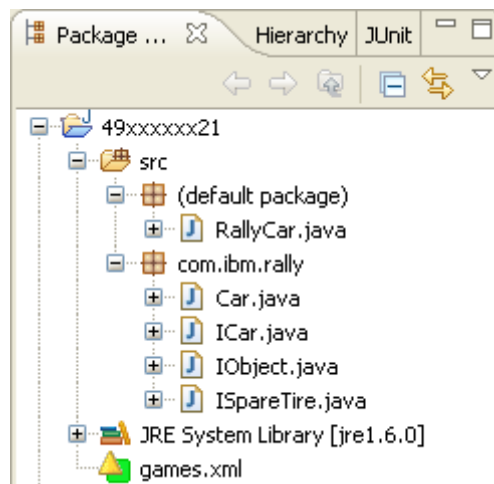 Package ... Hierarchy JUnit
49xxxxxx21
src
(default package)
RallyCar.java
com.ibm.rally
Car.java
ICar.java
IObject.java
ISpareTire.java
JRE System Library [jre1.6.0]
games.xml